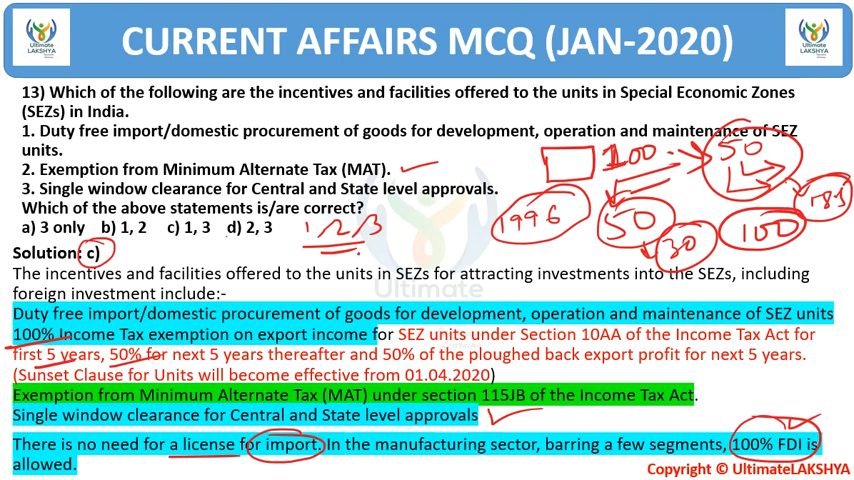 Ultimate
LAKSHYA
CURRENT AFFAIRS MCQ (JAN-2020)
Ultimate
LAKSHYA
13) Which of the following are the incentives and facilities offered to the units in Special Economic Zones
(SEZs) in India.
1. Duty free import/domestic procurement of goods for development, operation and maintenance of SEZ
units.
2. Exemption from Minimum Alternate Tax (MAT).
3. Single window clearance for Central and State level approvals.
Which of the above statements is/are correct?
a) 3 only b) 1, 2 c) 1, 3 d) 2, 3
1 2 3
100
50
1996
50
30
100
Solution: c)
The incentives and facilities offered to the units in SEZs for attracting investments into the SEZs, including
foreign investment include:-
Ultimate
Duty free import/domestic procurement of goods for development, operation and maintenance of SEZ units
100% Income Tax exemption on export income for SEZ units under Section 10AA of the Income Tax Act for
first 5 years, 50% for next 5 years thereafter and 50% of the ploughed back export profit for next 5 years.
(Sunset Clause for Units will become effective from 01.04.2020)
Exemption from Minimum Alternate Tax (MAT) under section 115JB of the Income Tax Act.
Single window clearance for Central and State level approvals
There is no need for a license for import. In the manufacturing sector, barring a few segments, 100% FDI is
allowed.
Copyright © UltimateLAKSHYA